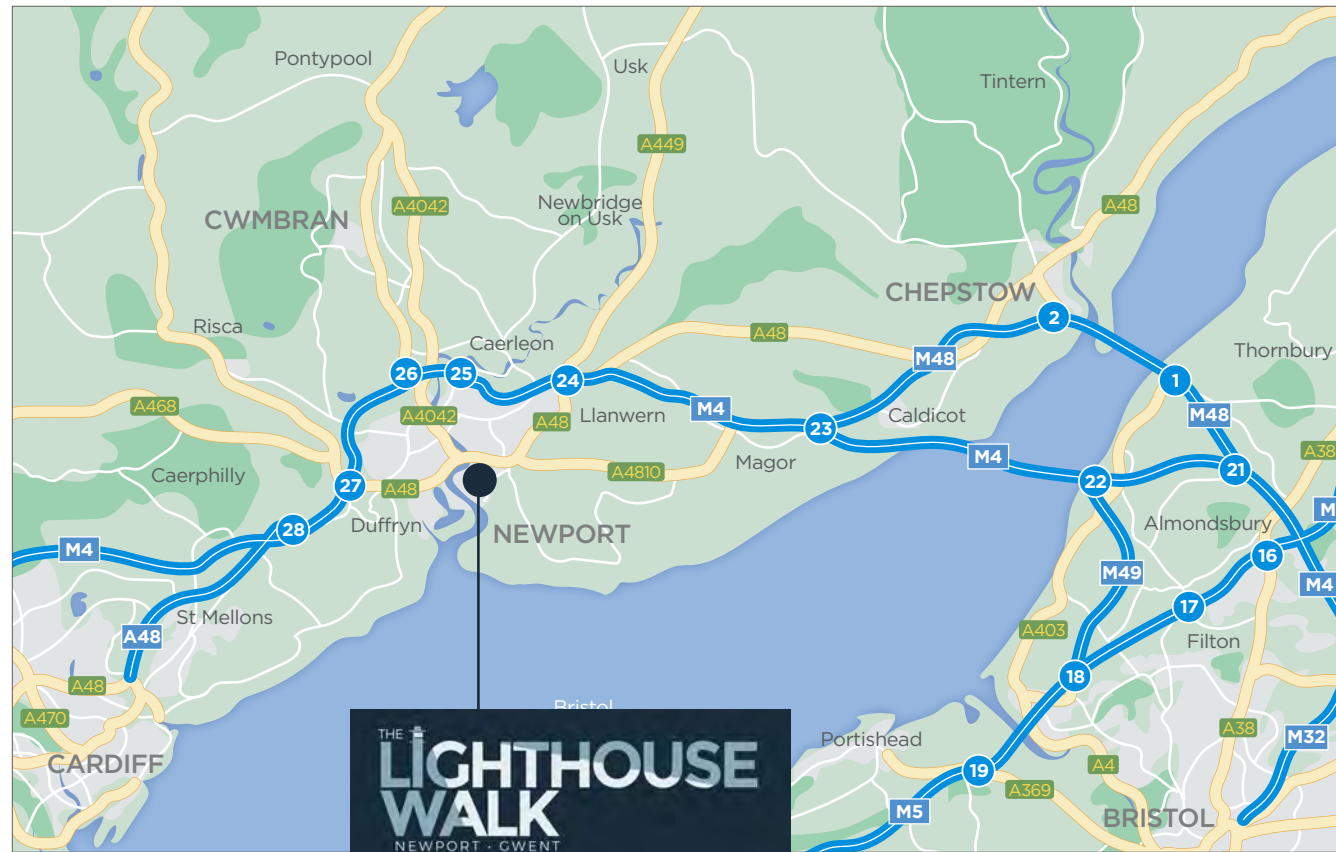 Pontypool
Usk
Tintern
A449
CWMBRAN
A4042
Newbridge
on Usk
A48
CHEPSTOW
Risca
A48
2
M48
Thornbury
Caerleon
26
25
24
1
A468
A4042
A48
Llanwern
M4
23
Caldicot
M48
A38
Caerphilly
27
A48
A4810
Magor
M4
22
21
28
Duffryn
NEWPORT
Almondsbury
M4
16
M49
M4
St Mellons
17
A48
A403
Filton
A48
18
A470
Bristol
CARDIFF
Portishead
A38
M32
19
A4
A369
M5
BRISTOL
THE
LIGHTHOUSE
WALK
NEWPORT · GWENT